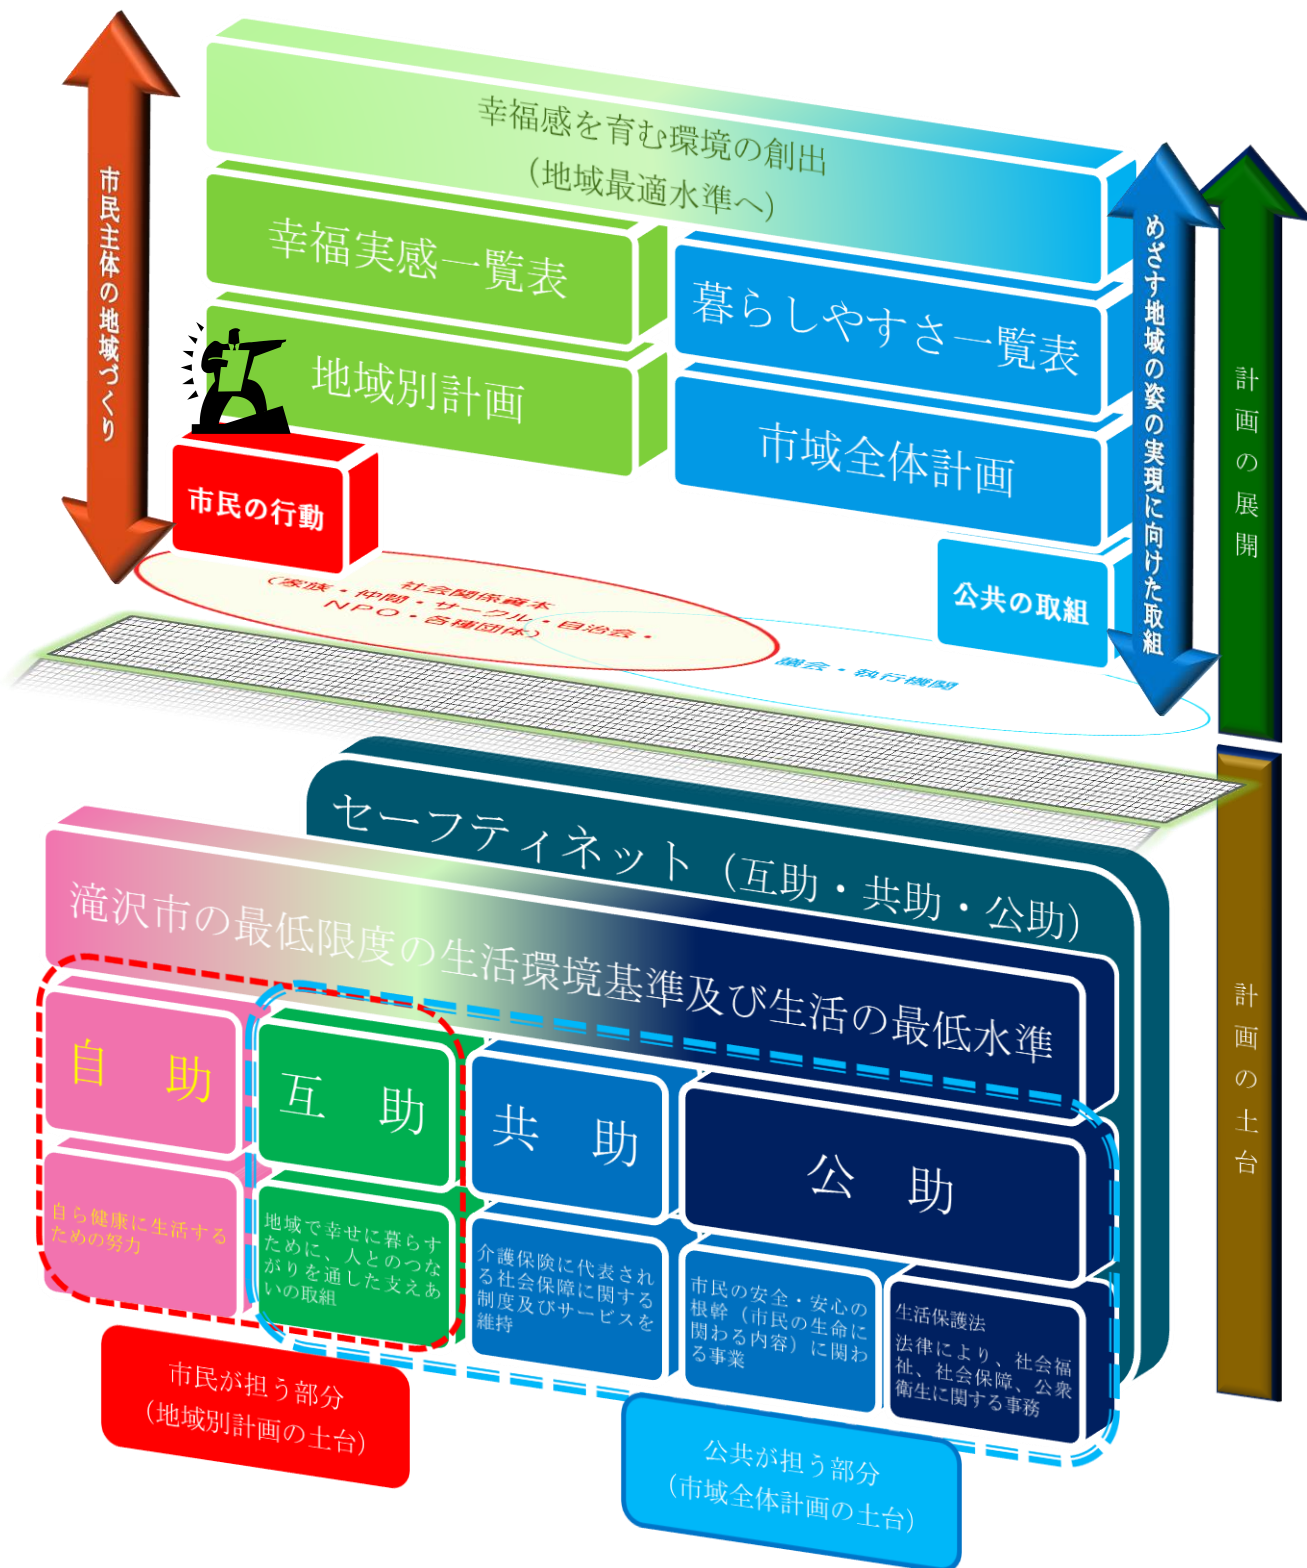 幸福感を育む環境の創出
（地域最適水準へ）
市民主体の地域づくり
めざす地域の姿の実現に向けた取組
計画の展開
幸福実感一覧表
暮らしやすさ一覧表
地域別計画
市域全体計画
市民の行動
公共の取組
社会関係資本
（家族・仲間・サークル・自治会・
ＮＰＯ・各種団体）
議会・執行機関
セーフティネット（互助・共助・公助）
滝沢市の最低限度の生活環境基準及び生活の最低水準
計画の土台
自　助
互　助
共　助
公　助
自ら健康に生活する
ための努力
地域で幸せに暮らす
ために、人とのつな
がりを通した支えあ
いの取組
介護保険に代表され
る社会保障に関する
制度及びサービスを
維持
市民の安全・安心の
根幹（市民の生命に
関わる内容）に関わ
る事業
生活保護法
法律により、社会福
祉、社会保障、公衆
衛生に関する事務
市民が担う部分
（地域別計画の土台）
公共が担う部分
（市域全体計画の土台）